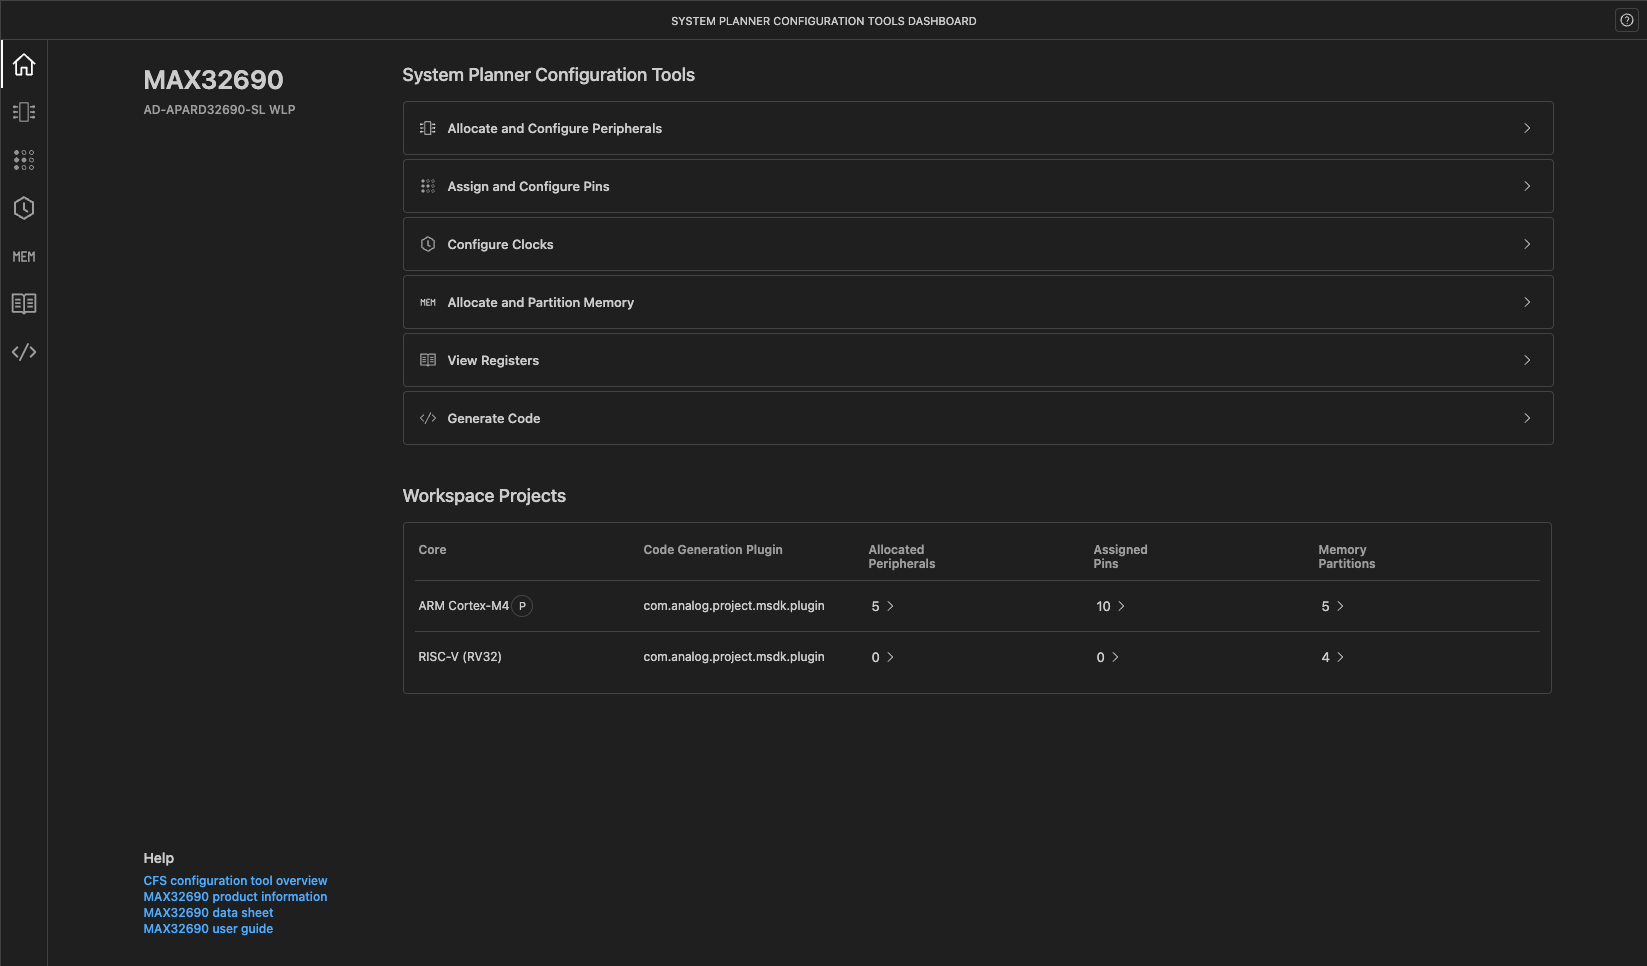 SYSTEM PLANNER CONFIGURATION TOOLS DASHBOARD
MAX32690
AD-APARD32690-SL WLP
MEM
System Planner Configuration Tools
Allocate and Configure Peripherals
Assign and Configure Pins
Configure Clocks
MEM Allocate and Partition Memory
View Registers
Generate Code
Workspace Projects
Core Code Generation Plugin Allocated Peripherals Assigned Pins Memory Partitions
ARM Cortex-M4 P com.analog.project.msdk.plugin 5 10 5
RISC-V (RV32) com.analog.project.msdk.plugin 0 0 4
Help
CFS configuration tool overview
MAX32690 product information
MAX32690 data sheet
MAX32690 user guide